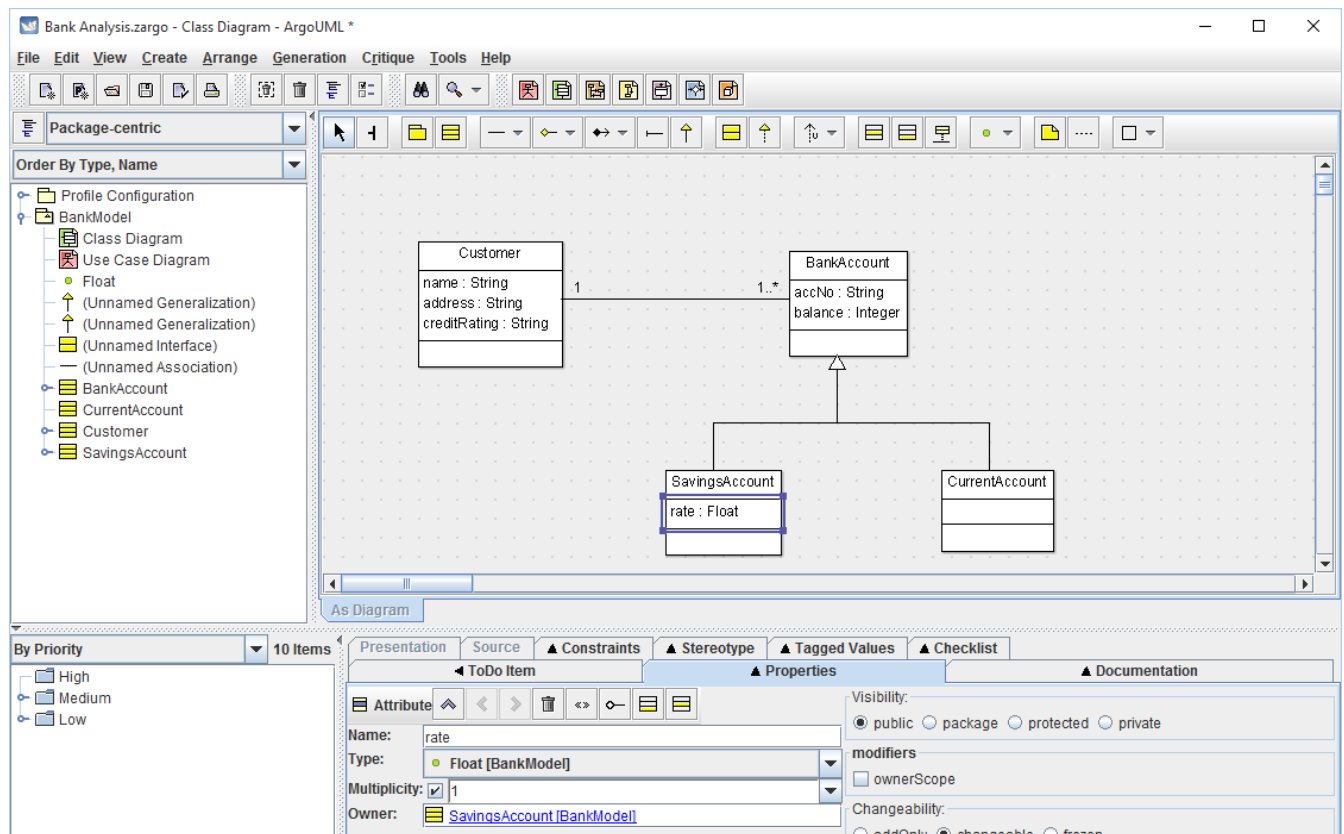 Bank Analysis.zargo - Class Diagram - ArgoUML *
File Edit View Create Arrange Generation Critique Tools Help
Package-centric
Order By Type, Name
Profile Configuration
BankModel
Class Diagram
Use Case Diagram
Float
(Unnamed Generalization)
(Unnamed Generalization)
(Unnamed Interface)
(Unnamed Association)
BankAccount
CurrentAccount
Customer
SavingsAccount
Customer
name : String
address : String
creditRating : String
1
1..*
BankAccount
accNo : String
balance : Integer
SavingsAccount
rate : Float
CurrentAccount
As Diagram
By Priority
10 Items
High
Medium
Low
Presentation Source Constraints Stereotype Tagged Values Checklist
ToDo Item Properties Documentation
Attribute
Name: rate
Type: Float [BankModel]
Multiplicity: 1
Owner: SavingsAccount [BankModel]
Visibility:
public package protected private
modifiers
ownerScope
Changeability:
addOnly changeable frozen